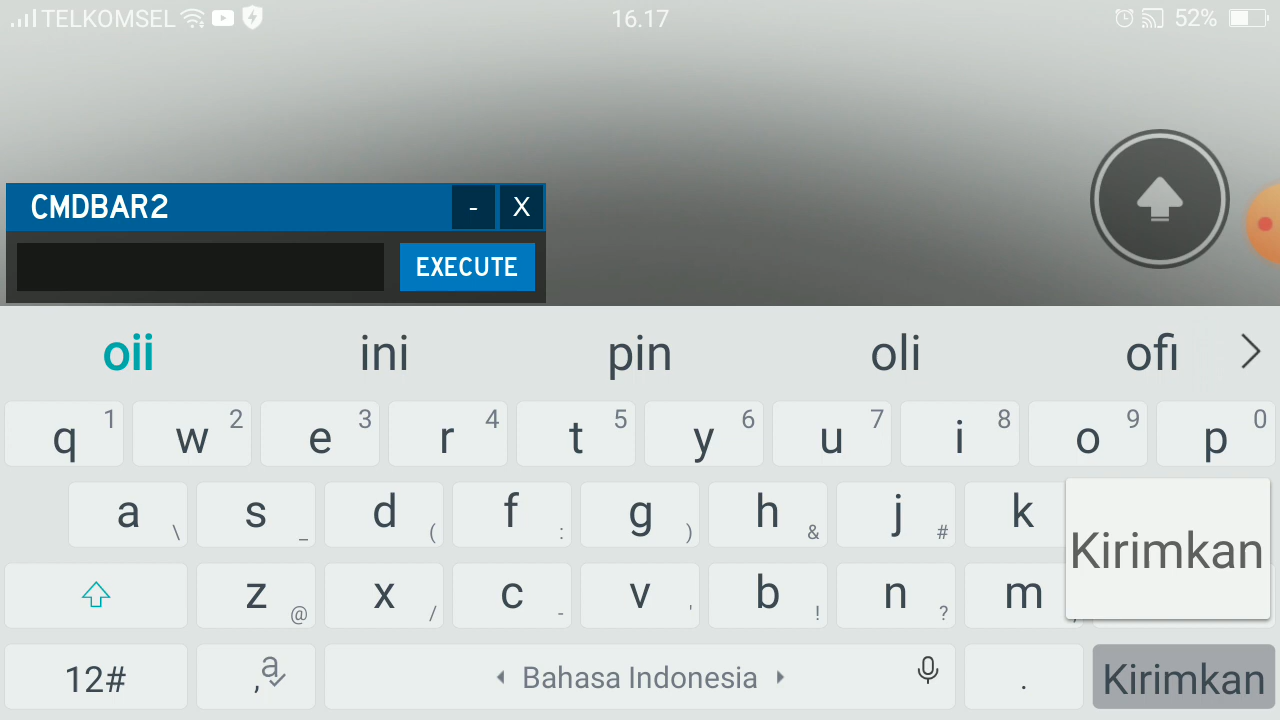 TELKOMSEL 16.17 52%
CMDBAR2 - X
EXECUTE
oii ini pin oli ofi
q 1 w 2 e 3 r 4 t 5 y 6 u 7 i 8 o 9 p 0
a \ s _ d ( f : g ) h & j # k
Kirimkan
z @ x / c - v ' b ! n ? m
12# , a Bahasa Indonesia . Kirimkan